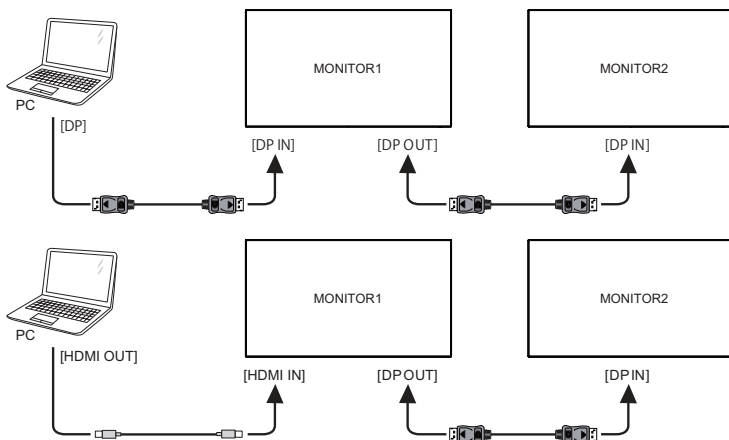 MONITOR1
MONITOR2
PC
[DP]
[DP IN]
[DP OUT]
[DP IN]
MONITOR1
MONITOR2
PC
[HDMI OUT]
[HDMI IN]
[DP OUT]
[DP IN]